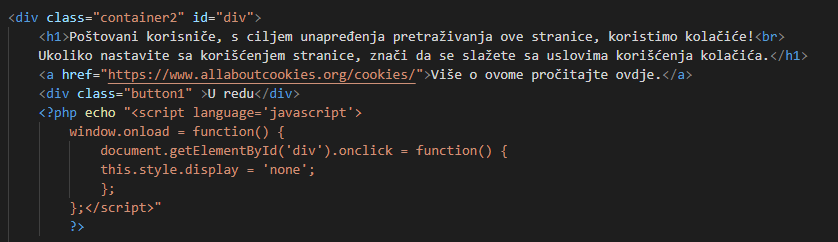 <div class="container2" id="div">
<h1>Poštovani korisniče, s ciljem unapređenja pretraživanja ove stranice, koristimo kolačiće!<br>
Ukoliko nastavite sa korišćenjem stranice, znači da se slažete sa uslovima korišćenja kolačića.</h1>
<a href="https://www.allaboutcookies.org/cookies/">Više o ovome pročitajte ovdje.</a>
<div class="button1" >U redu</div>
<?php echo "<script language='javascript'>
window.onload = function() {
document.getElementById('div').onclick = function() {
this.style.display = 'none';
};
};</script>"
?>